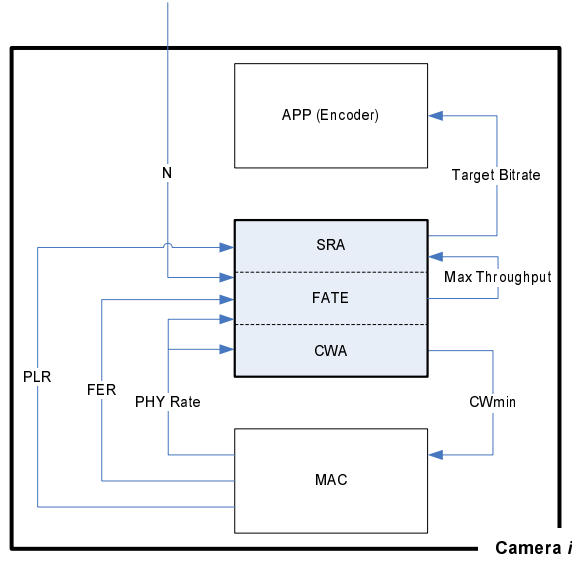 APP (Encoder)
N
Target Bitrate
SRA
Max Throughput
FATE
CWA
PLR
FER
PHY Rate
CWmin
MAC
Camera i